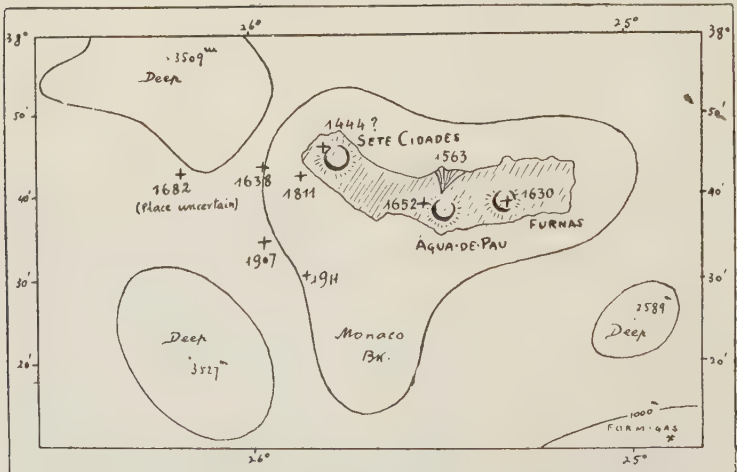 26° 25°
38° 38°
3509ᵐ
Deep
50' 50'
1444?
SETE CIDADES
1563
1638
1682
(Place uncertain)
1811
40' 40'
1652
1630
FURNAS
ÁGUA-DE-PAU
1907
1911
30' 30'
2589ᵐ
Deep
Monaco
BK.
Deep
3527ᵐ
20' 20'
1000ᵐ
FORMIGAS
26° 25°